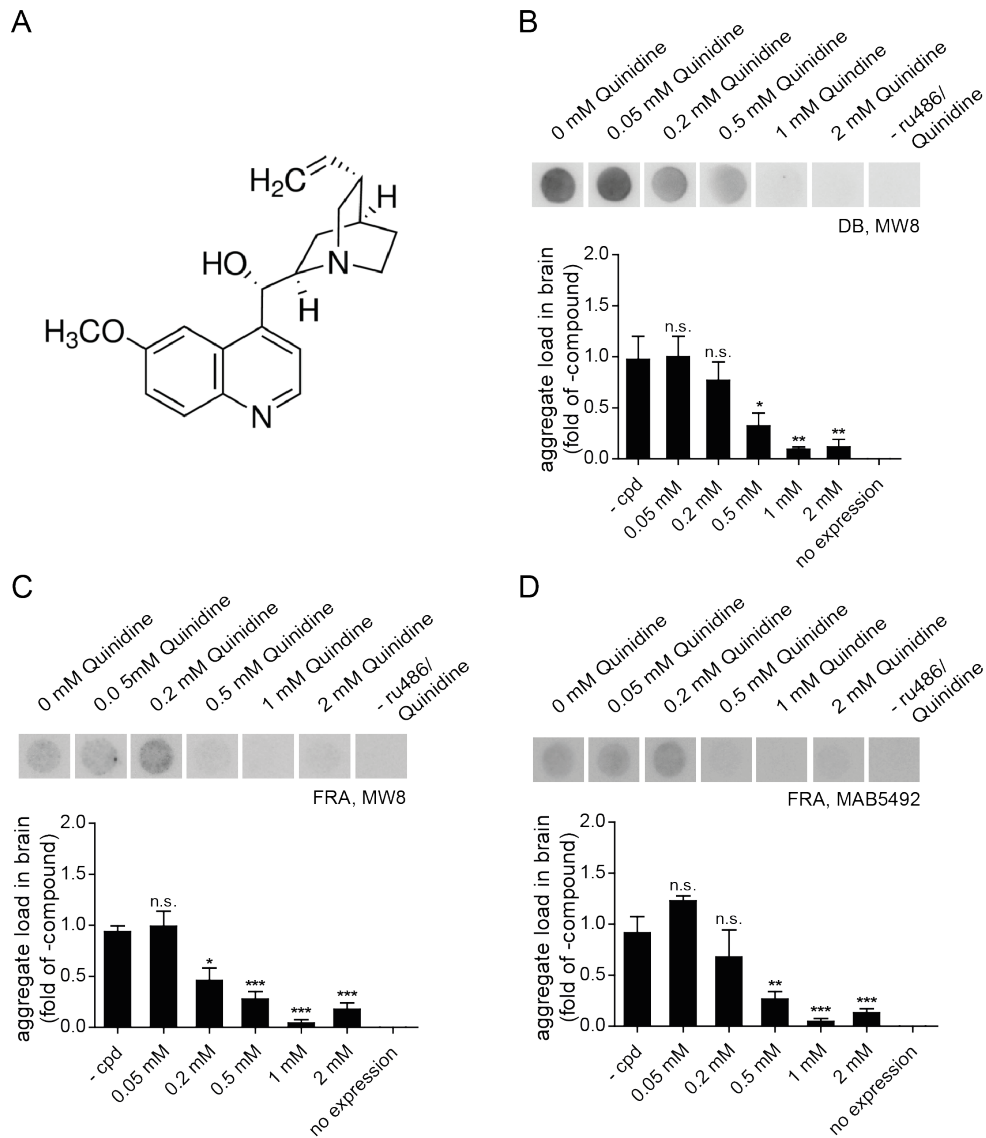 A
H₂C
H
HO
N
H
H₃CO
N
B
0 mM Quinidine
0.05 mM Quinidine
0.2 mM Quinidine
0.5 mM Quinidine
1 mM Quindine
2 mM Quinidine
- ru486/
Quinidine
DB, MW8
aggregate load in brain
(fold of -compound)
2.0
1.5
1.0
0.5
0.0
n.s.
n.s.
*
**
**
- cpd
0.05 mM
0.2 mM
0.5 mM
1 mM
2 mM
no expression
C
0 mM Quinidine
0.0 5mM Quinidine
0.2 mM Quinidine
0.5 mM Quinidine
1 mM Quindine
2 mM Quinidine
- ru486/
Quinidine
FRA, MW8
aggregate load in brain
(fold of -compound)
2.0
1.5
1.0
0.5
0.0
n.s.
*
***
***
***
- cpd
0.05 mM
0.2 mM
0.5 mM
1 mM
2 mM
no expression
D
0 mM Quinidine
0.05 mM Quinidine
0.2 mM Quinidine
0.5 mM Quinidine
1 mM Quindine
2 mM Quinidine
- ru486/
Quinidine
FRA, MAB5492
aggregate load in brain
(fold of -compound)
2.0
1.5
1.0
0.5
0.0
n.s.
n.s.
**
***
***
- cpd
0.05 mM
0.2 mM
0.5 mM
1 mM
2 mM
no expression